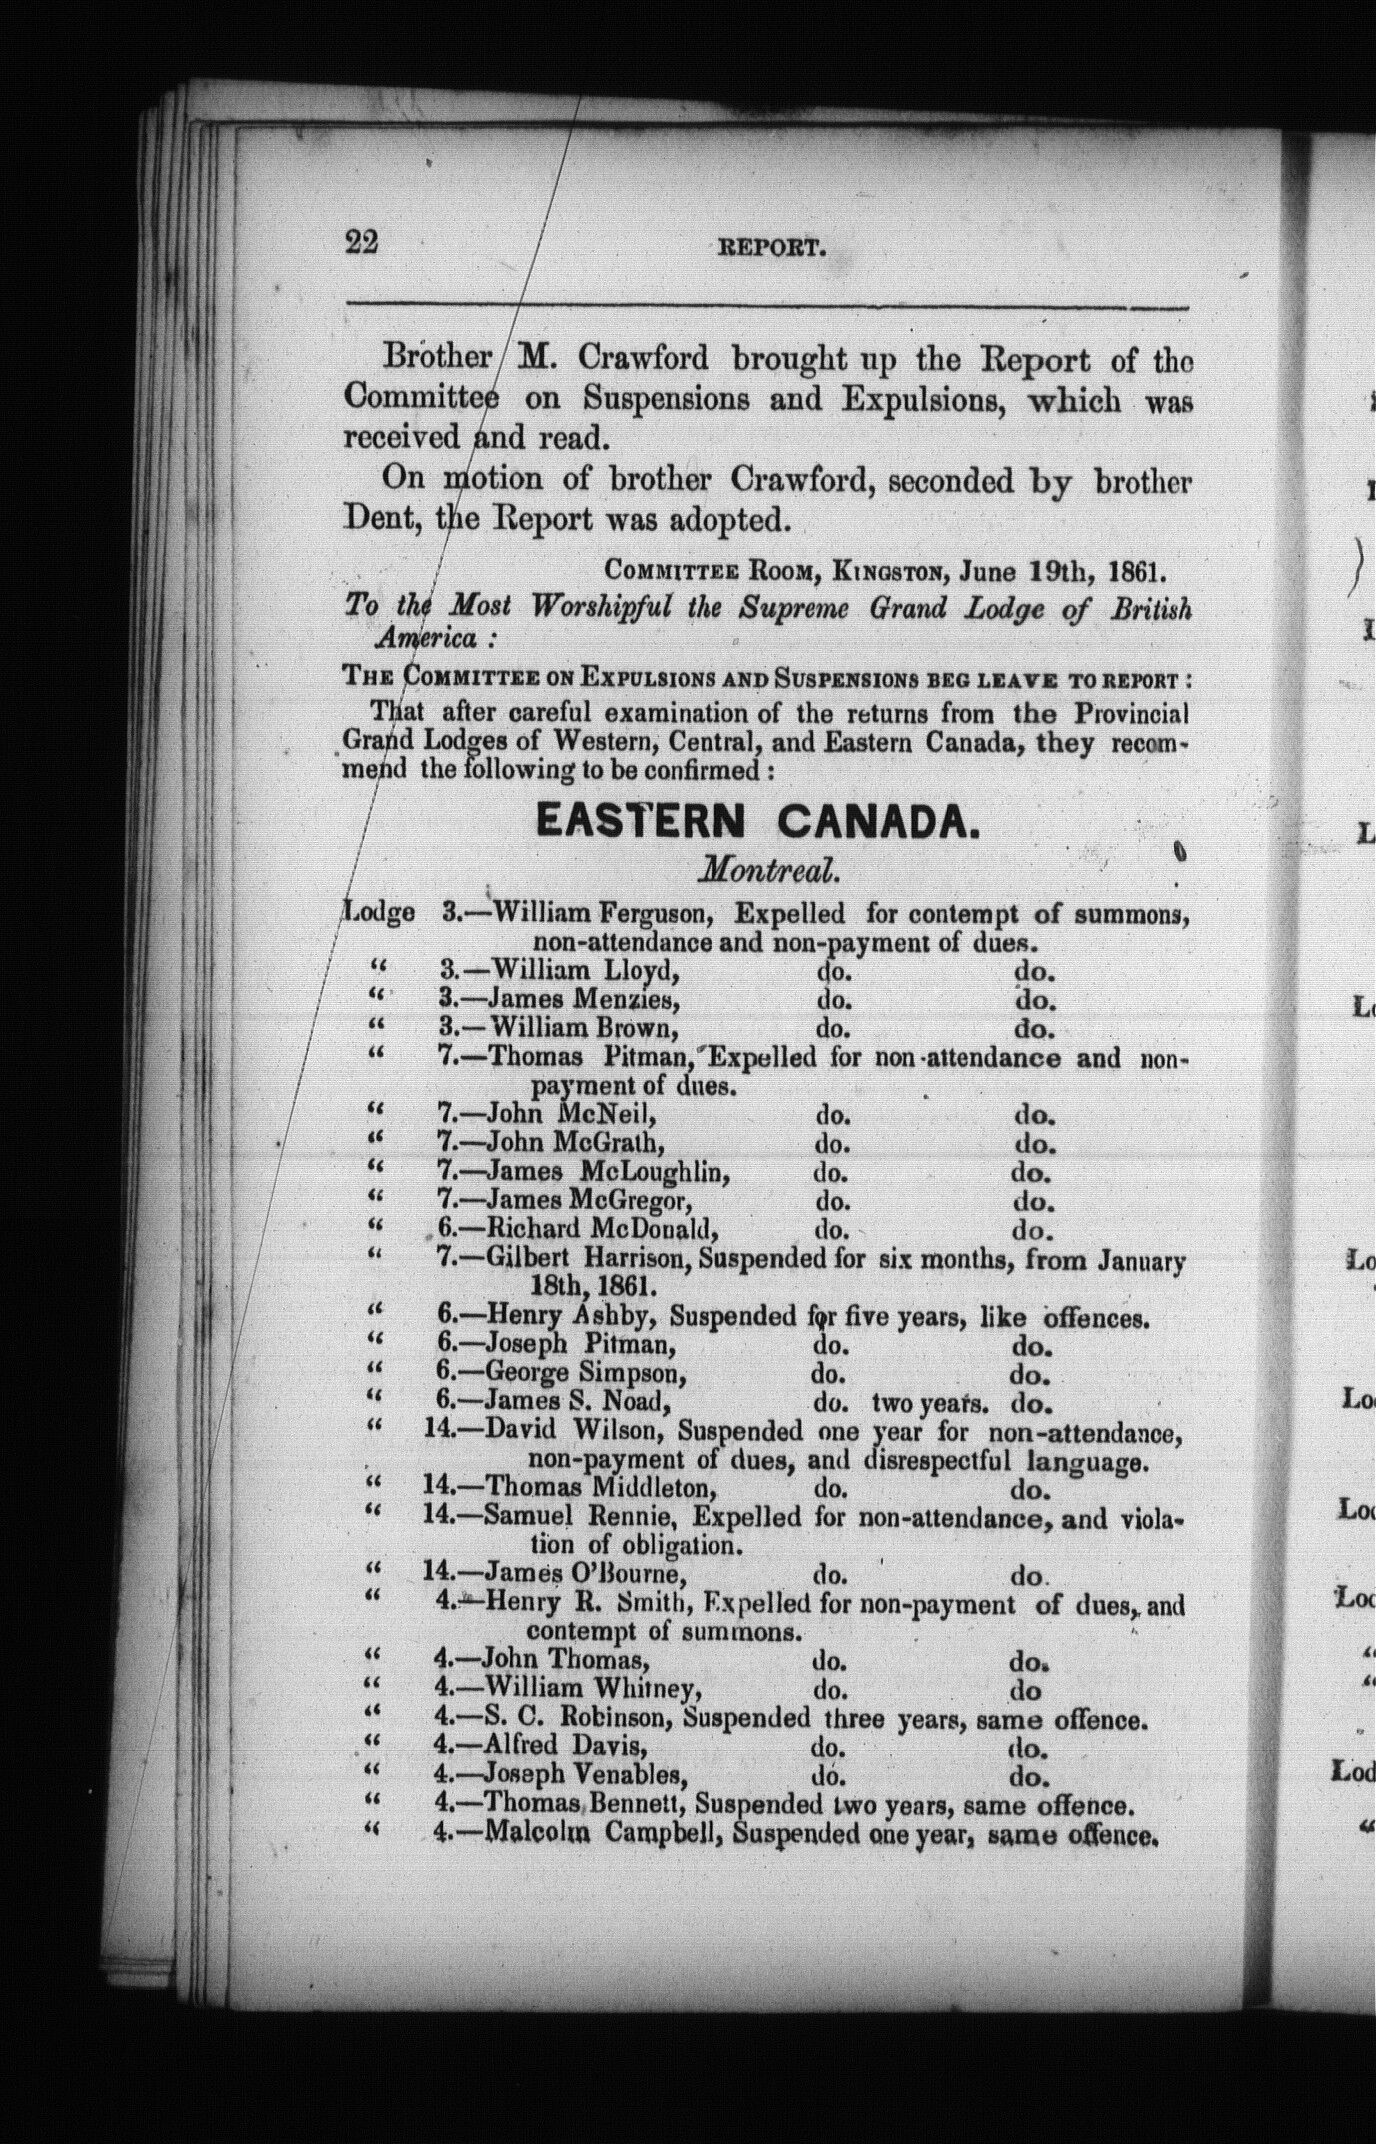 22 REPORT.
Brother M. Crawford brought up the Report of the
Committee on Suspensions and Expulsions, which was
received and read.
On motion of brother Crawford, seconded by brother
Dent, the Report was adopted.
COMMITTEE ROOM, KINGSTON, June 19th, 1861.
To the Most Worshipful the Supreme Grand Lodge of British
America :
THE COMMITTEE ON EXPULSIONS AND SUSPENSIONS BEG LEAVE TO REPORT :
That after careful examination of the returns from the Provincial
Grand Lodges of Western, Central, and Eastern Canada, they recom-
mend the following to be confirmed :
EASTERN CANADA.
Montreal.
Lodge 3.—William Ferguson, Expelled for contempt of summons,
non-attendance and non-payment of dues.
“ 3.—William Lloyd, do. do.
“ 3.—James Menzies, do. do.
“ 3.—William Brown, do. do.
“ 7.—Thomas Pitman, Expelled for non-attendance and non-
payment of dues.
“ 7.—John McNeil, do. do.
“ 7.—John McGrath, do. do.
“ 7.—James McLoughlin, do. do.
“ 7.—James McGregor, do. do.
“ 6.—Richard McDonald, do. do.
“ 7.—Gilbert Harrison, Suspended for six months, from January
18th, 1861.
“ 6.—Henry Ashby, Suspended for five years, like offences.
“ 6.—Joseph Pitman, do. do.
“ 6.—George Simpson, do. do.
“ 6.—James S. Noad, do. two years. do.
“ 14.—David Wilson, Suspended one year for non-attendance,
non-payment of dues, and disrespectful language.
“ 14.—Thomas Middleton, do. do.
“ 14.—Samuel Rennie, Expelled for non-attendance, and viola-
tion of obligation.
“ 14.—James O'Bourne, do. do.
“ 4.—Henry R. Smith, Expelled for non-payment of dues, and
contempt of summons.
“ 4.—John Thomas, do. do.
“ 4.—William Whitney, do. do
“ 4.—S. C. Robinson, Suspended three years, same offence.
“ 4.—Alfred Davis, do. do.
“ 4.—Joseph Venables, do. do.
“ 4.—Thomas Bennett, Suspended two years, same offence.
“ 4.—Malcolm Campbell, Suspended one year, same offence.